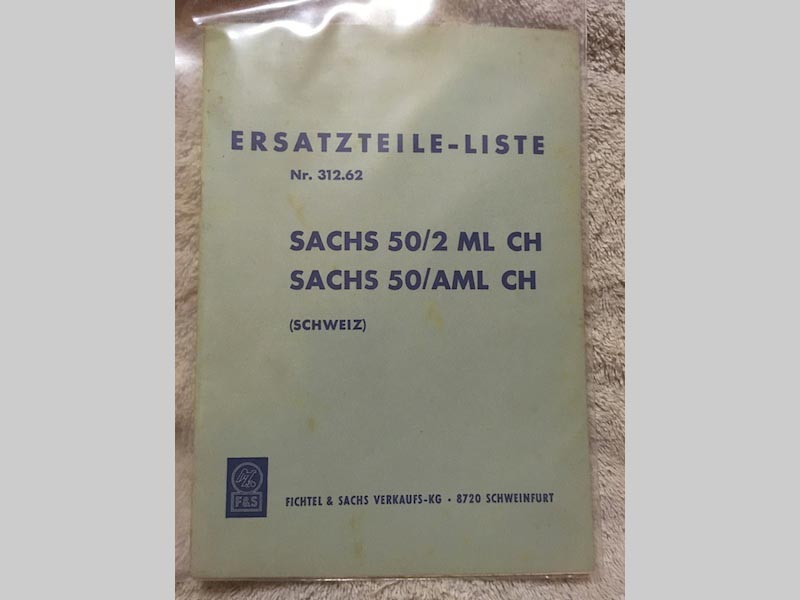 ERSATZTEILE-LISTE
Nr. 312.62
SACHS 50/2 ML CH
SACHS 50/AML CH
(SCHWEIZ)
F&S
FICHTEL & SACHS VERKAUFS-KG • 8720 SCHWEINFURT